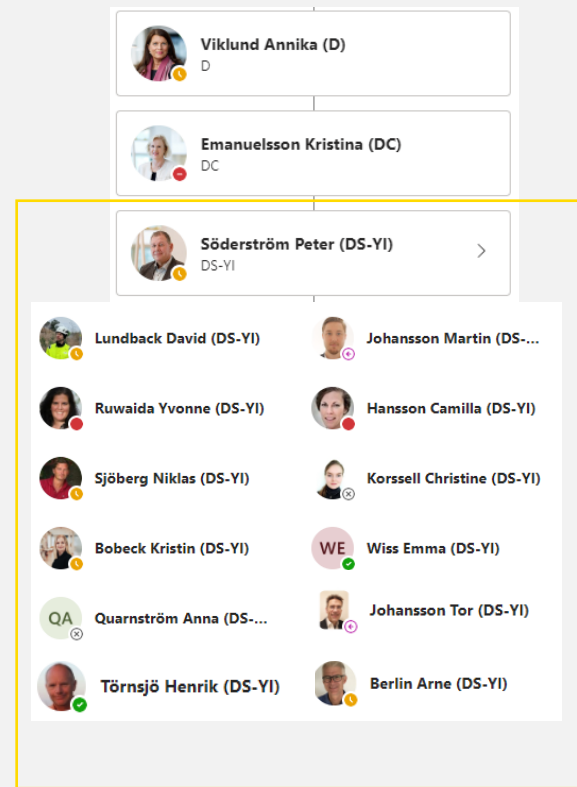 Viklund Annika (D)
D
Emanuelsson Kristina (DC)
DC
Söderström Peter (DS-YI)
DS-YI
Lundback David (DS-YI)
Johansson Martin (DS-...
Ruwaida Yvonne (DS-YI)
Hansson Camilla (DS-YI)
Sjöberg Niklas (DS-YI)
Korssell Christine (DS-YI)
Bobeck Kristin (DS-YI)
WE
Wiss Emma (DS-YI)
QA
Quarnström Anna (DS-...
Johansson Tor (DS-YI)
Törnsjö Henrik (DS-YI)
Berlin Arne (DS-YI)